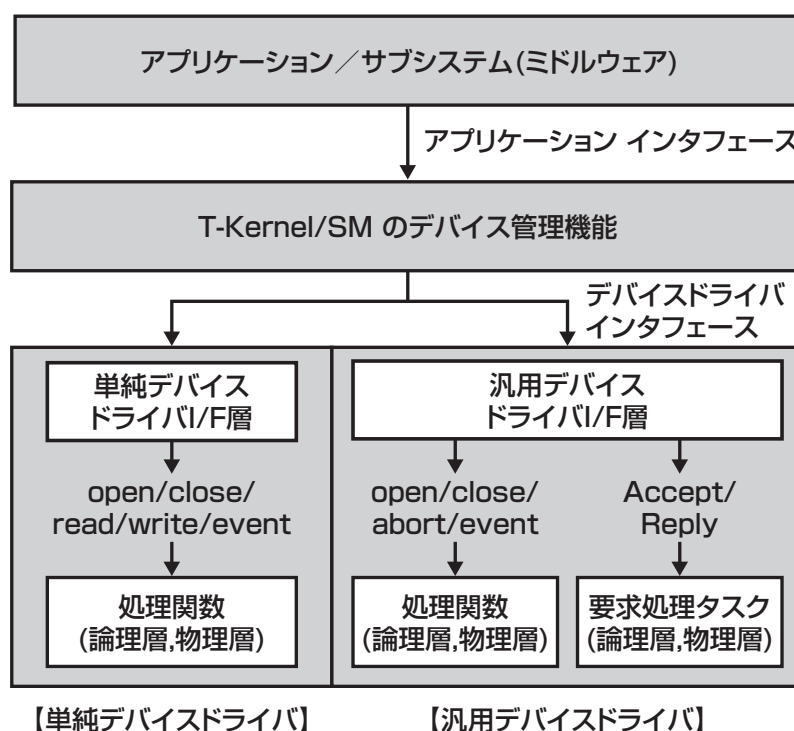 アプリケーション／サブシステム(ミドルウェア)
アプリケーション インタフェース
T-Kernel/SM のデバイス管理機能
デバイスドライバ
インタフェース
単純デバイス
ドライバI/F層
open/close/
read/write/event
処理関数
(論理層,物理層)
汎用デバイス
ドライバI/F層
open/close/
abort/event
Accept/
Reply
処理関数
(論理層,物理層)
要求処理タスク
(論理層,物理層)
【単純デバイスドライバ】
【汎用デバイスドライバ】